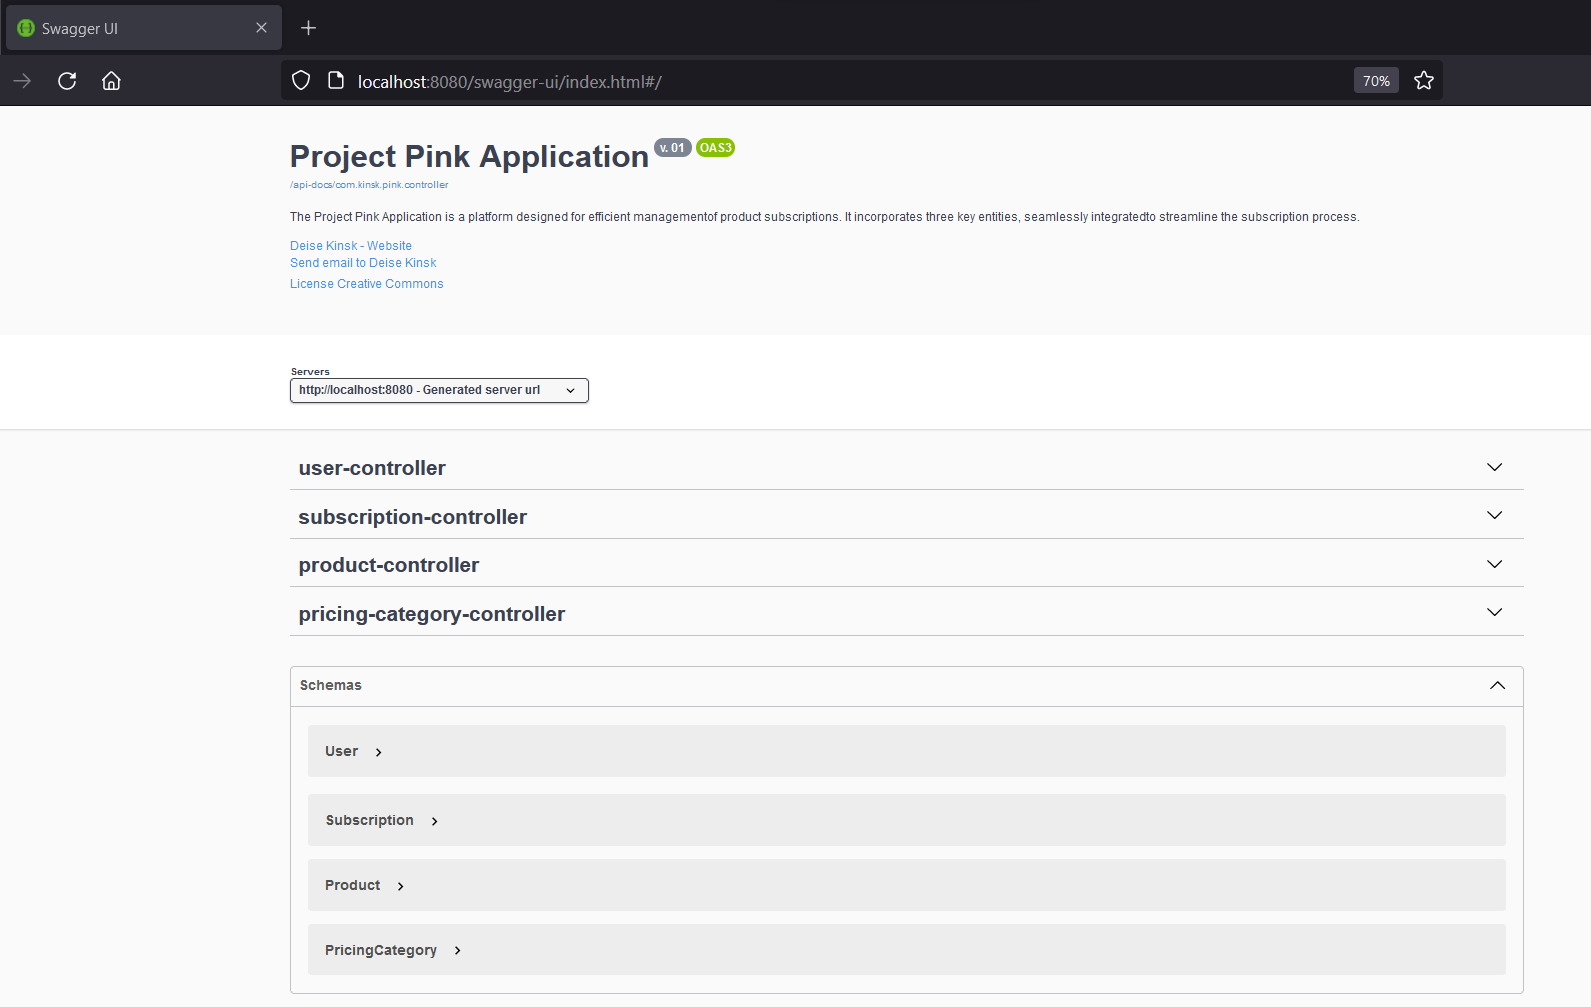 Swagger UI
localhost:8080/swagger-ui/index.html#/
70%
Project Pink Application v. 01 OAS3
/api-docs/com.kinsk.pink.controller
The Project Pink Application is a platform designed for efficient managementof product subscriptions. It incorporates three key entities, seamlessly integratedto streamline the subscription process.
Deise Kinsk - Website
Send email to Deise Kinsk
License Creative Commons
Servers
http://localhost:8080 - Generated server url
user-controller
subscription-controller
product-controller
pricing-category-controller
Schemas
User
Subscription
Product
PricingCategory